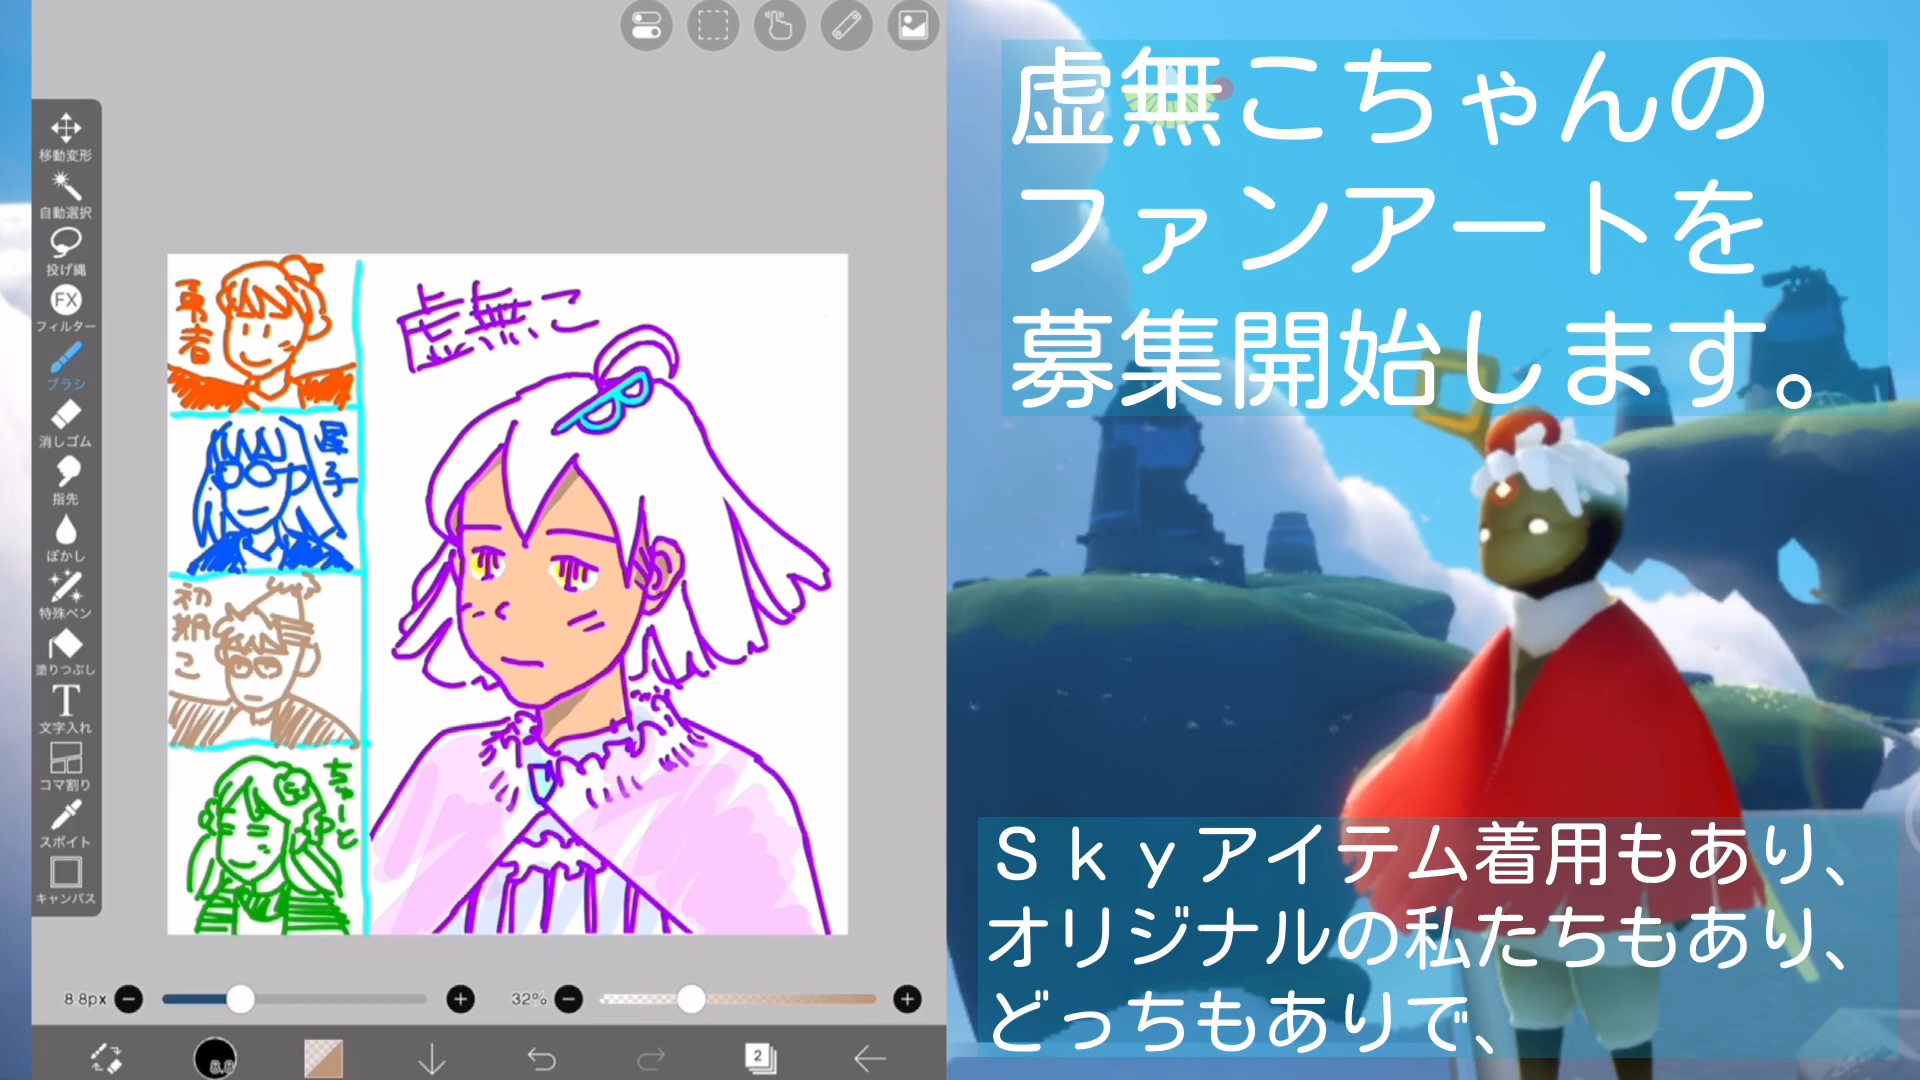 移動変形
自動選択
投げ縄
FX
フィルター
ブラシ
消しゴム
指先
ぼかし
特殊ペン
塗りつぶし
T
文字入れ
コマ割り
スポイト
キャンバス
勇者
星子
初期こ
ちゅーと
虚無こ
8.8px
32%
8.8
2
虚無こちゃんの
ファンアートを
募集開始します。
Ｓｋｙアイテム着用もあり、
オリジナルの私たちもあり、
どっちもありで、